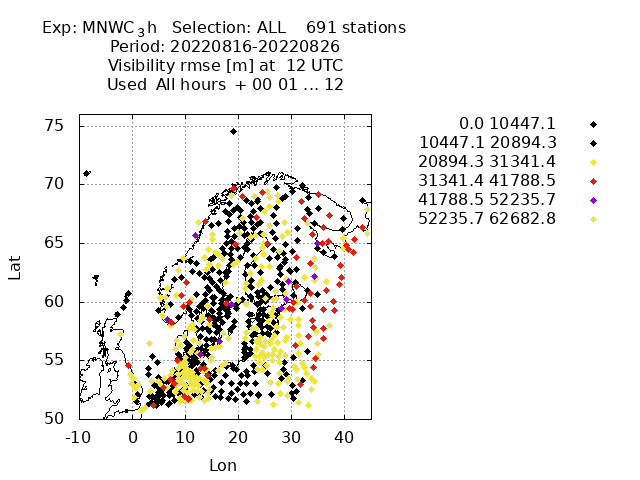 Exp: MNWC_3h   Selection: ALL    691 stations
Period: 20220816-20220826
Visibility rmse [m] at  12 UTC
Used  All hours  + 00 01 ... 12
0.0 10447.1
10447.1 20894.3
20894.3 31341.4
31341.4 41788.5
41788.5 52235.7
52235.7 62682.8
75
70
65
60
55
50
Lat
-10 0 10 20 30 40
Lon